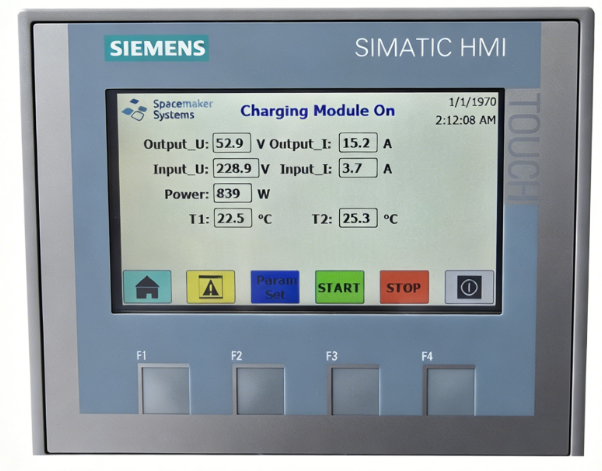 SIEMENS SIMATIC HMI
TOUCH
Spacemaker
Systems
Charging Module On
1/1/1970
2:12:08 AM
Output_U: 52.9 V Output_I: 15.2 A
Input_U: 228.9 V Input_I: 3.7 A
Power: 839 W
T1: 22.5 °C T2: 25.3 °C
Param
Set
START
STOP
F1 F2 F3 F4